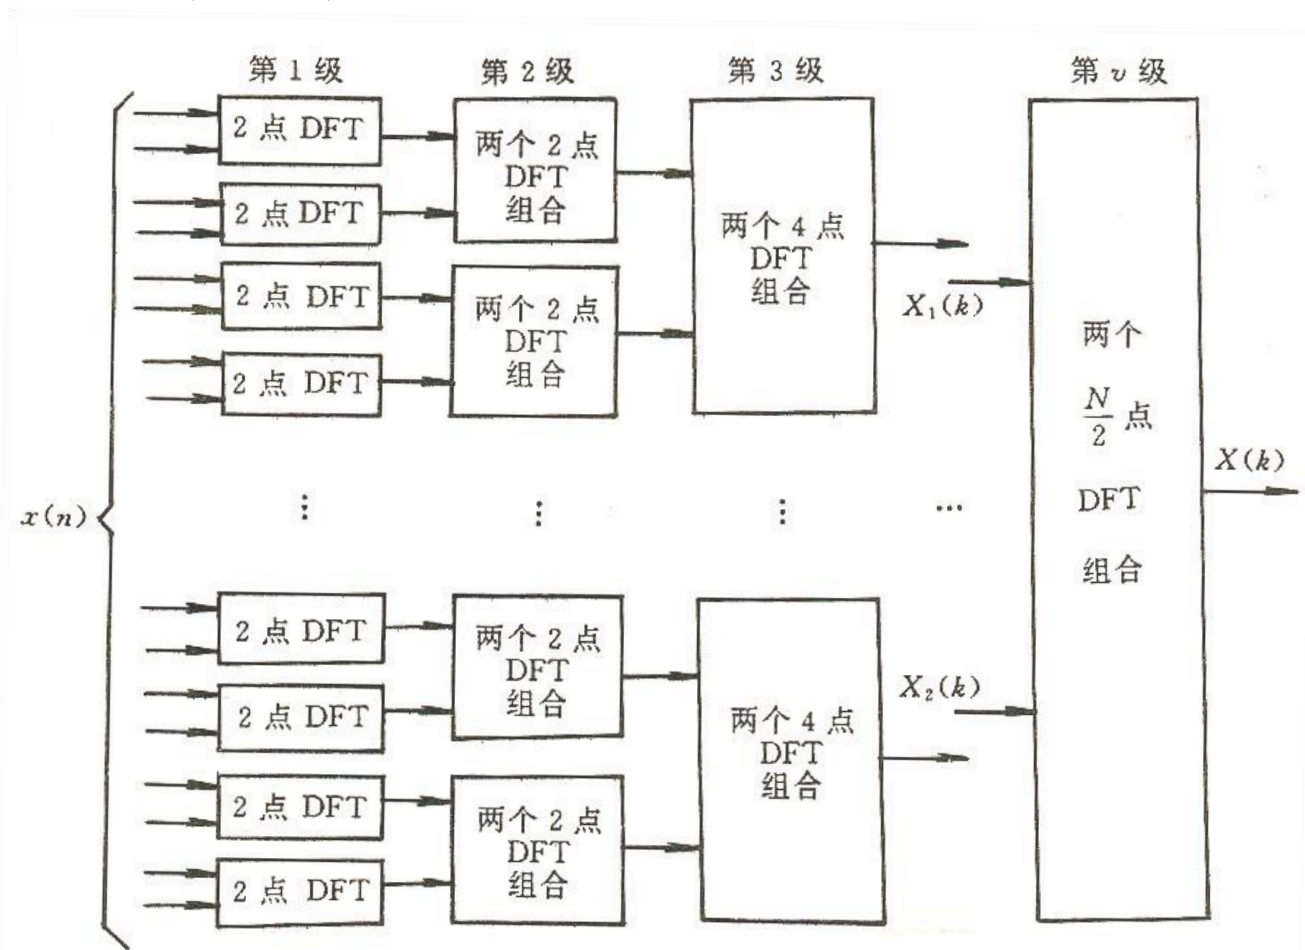 第 1 级
第 2 级
第 3 级
第 v 级
x(n)
2 点 DFT
2 点 DFT
2 点 DFT
2 点 DFT
两个 2 点
DFT
组合
两个 2 点
DFT
组合
两个 4 点
DFT
组合
X₁(k)
⋮
⋮
⋮
…
2 点 DFT
2 点 DFT
2 点 DFT
2 点 DFT
两个 2 点
DFT
组合
两个 2 点
DFT
组合
两个 4 点
DFT
组合
X₂(k)
两个
N/2 点
DFT
组合
X(k)